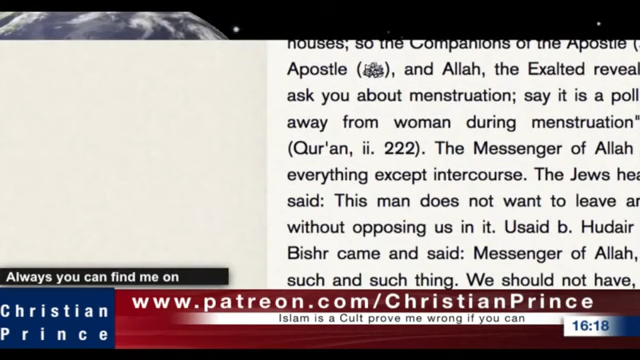 houses; so the Companions of the Apostle (
Apostle (ﷺ), and Allah, the Exalted reveal
ask you about menstruation; say it is a poll
away from woman during menstruation"
(Qur'an, ii. 222). The Messenger of Allah
everything except intercourse. The Jews hea
said: This man does not want to leave an
without opposing us in it. Usaid b. Hudair
Bishr came and said: Messenger of Allah,
such and such thing. We should not have,
Always you can find me on
www.patreon.com/ChristianPrince
Christian
Prince
Islam is a Cult prove me wrong if you can
16:18